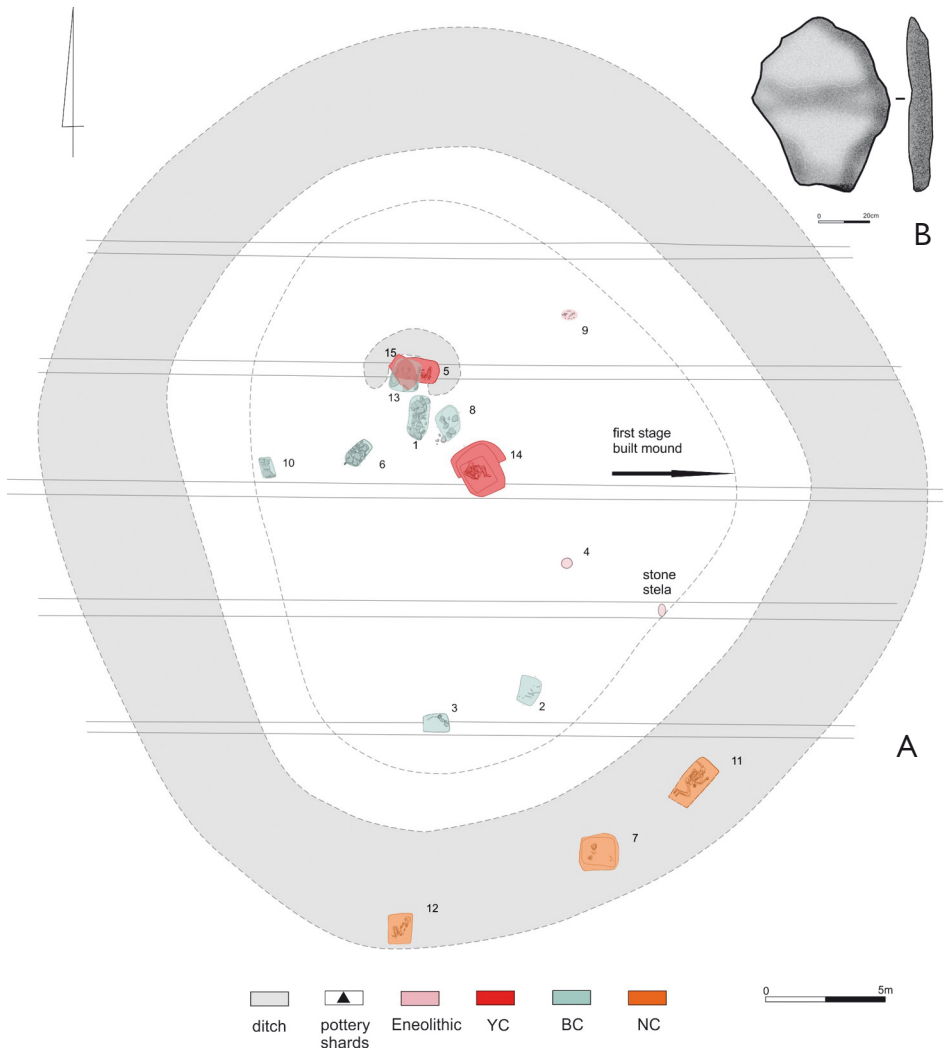 0 20cm
B
9
15
5
13
8
1
6
10
14
first stage
built mound
4
stone
stela
3
2
A
11
7
12
ditch
pottery
shards
Eneolithic
YC
BC
NC
0 5m